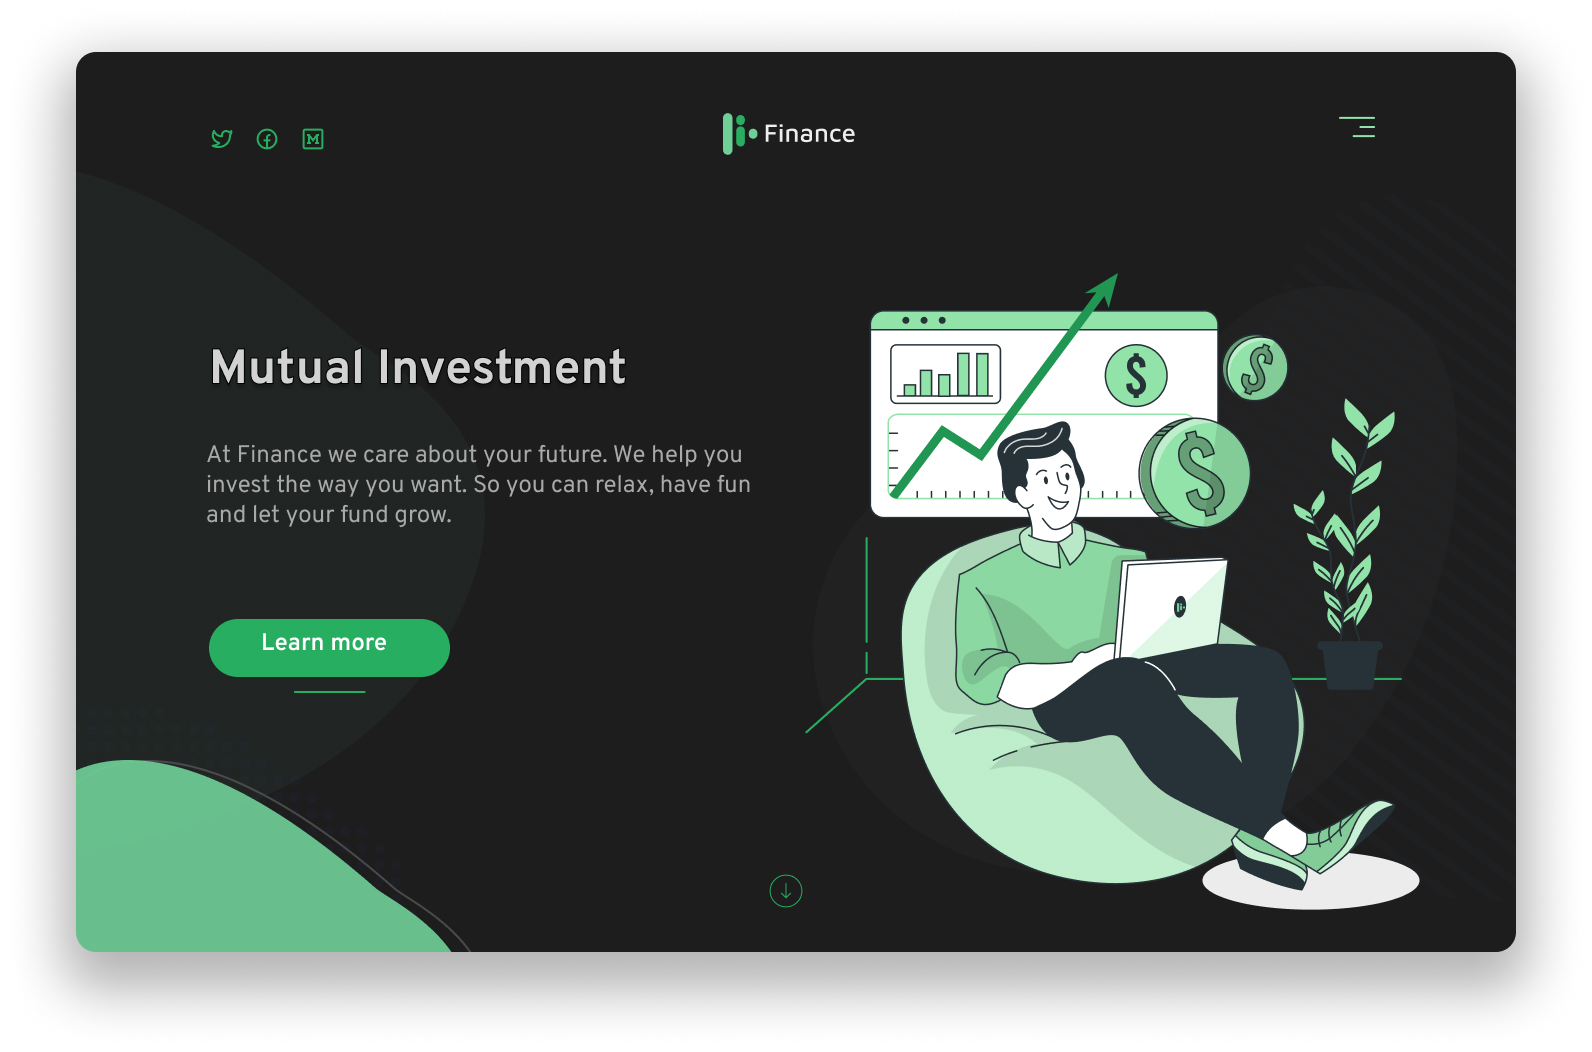 Finance
Mutual Investment
At Finance we care about your future. We help you
invest the way you want. So you can relax, have fun
and let your fund grow.
Learn more